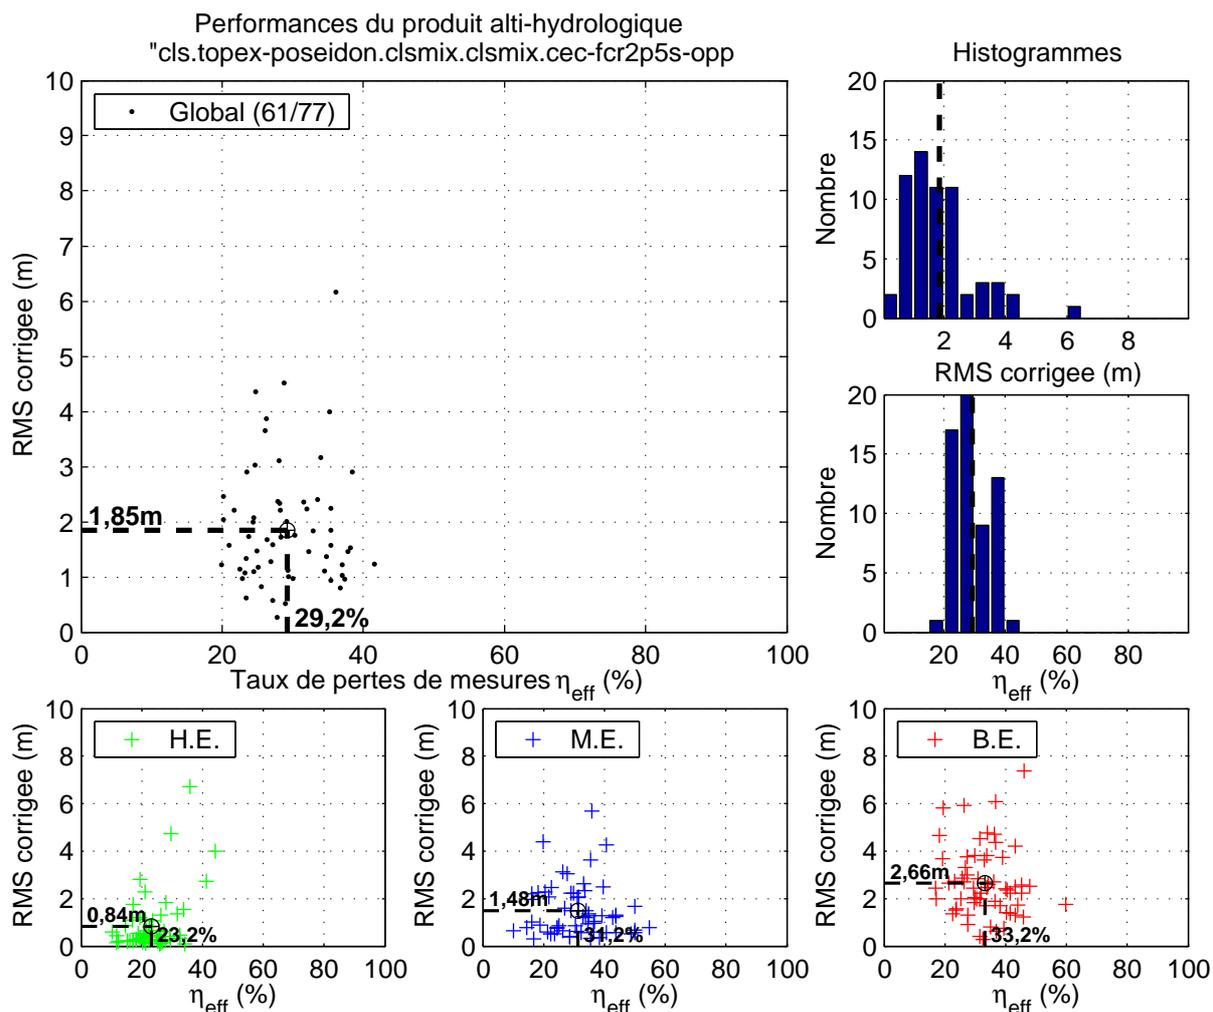 Performances du produit alti-hydrologique
"cls.topex-poseidon.clsmix.clsmix.cec-fcr2p5s-opp
Histogrammes
Global (61/77)
10
9
8
7
6
5
4
3
2
1
0
RMS corrigee (m)
1,85m
29,2%
0 20 40 60 80 100
Taux de pertes de mesures ηeff (%)
20
15
10
5
0
Nombre
2 4 6 8
RMS corrigee (m)
20
15
10
5
0
Nombre
20 40 60 80
ηeff (%)
H.E.
10
8
6
4
2
0
RMS corrigee (m)
0,84m
23,2%
0 20 40 60 80 100
ηeff (%)
M.E.
10
8
6
4
2
0
RMS corrigee (m)
1,48m
31,2%
0 20 40 60 80 100
ηeff (%)
B.E.
10
8
6
4
2
0
RMS corrigee (m)
2,66m
33,2%
0 20 40 60 80 100
ηeff (%)